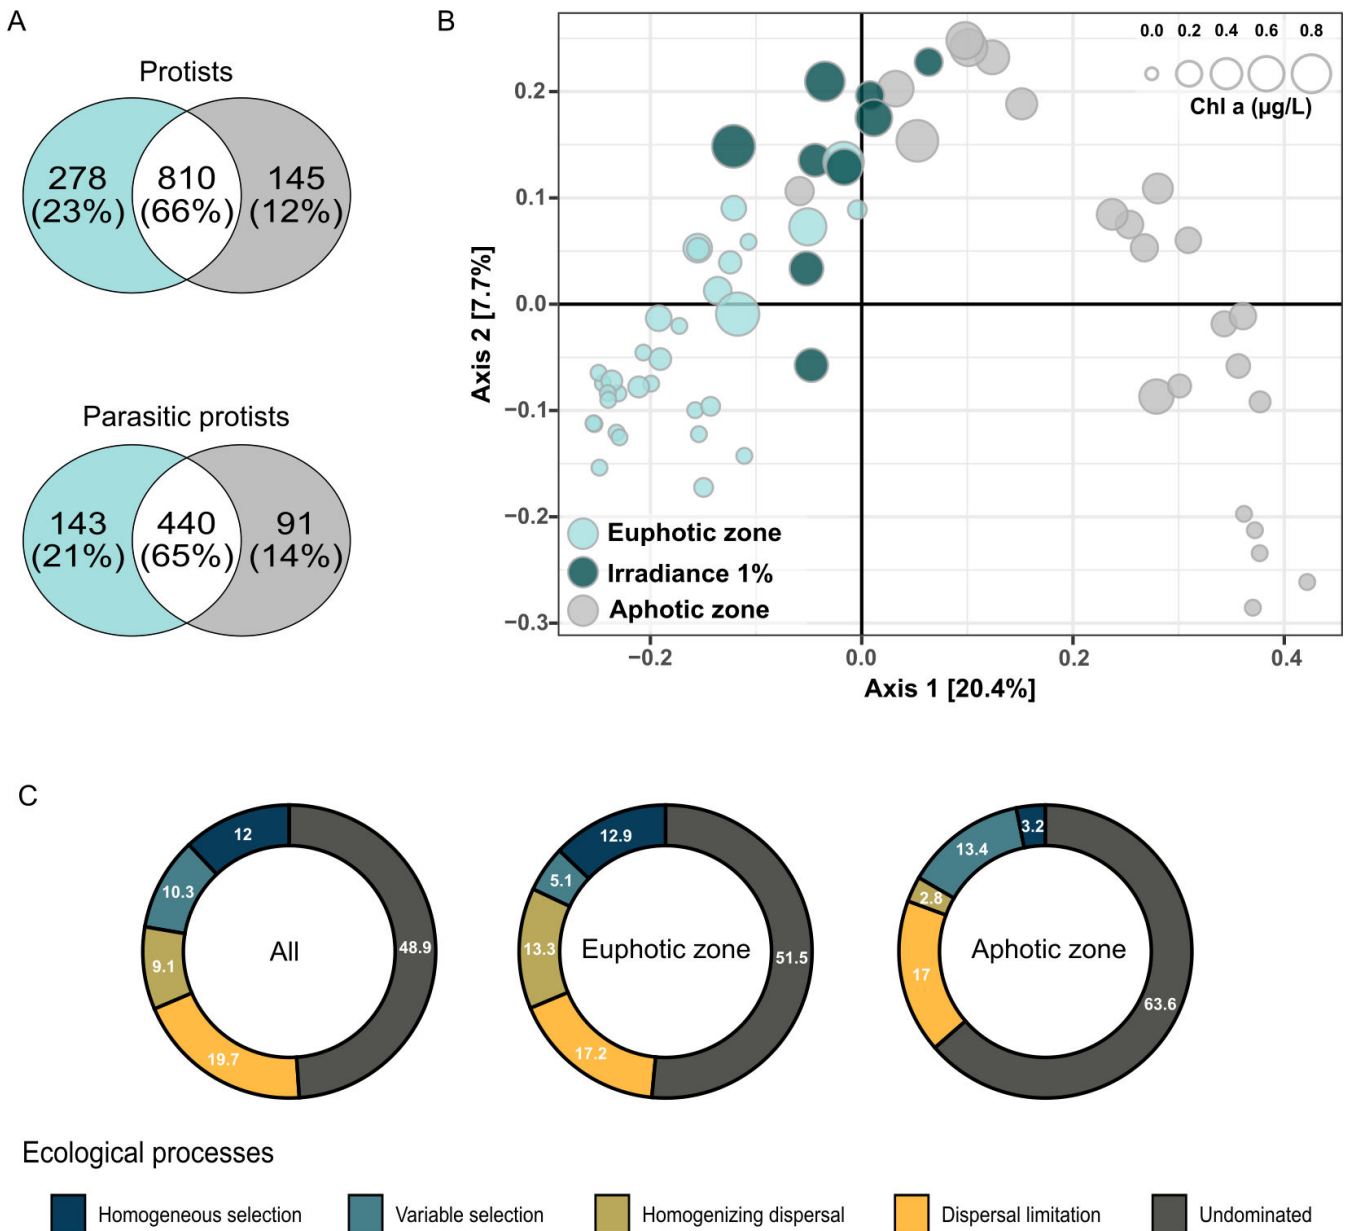 A
Protists
278 810 145
(23%) (66%) (12%)
Parasitic protists
143 440 91
(21%) (65%) (14%)
B
0.0 0.2 0.4 0.6 0.8
Chl a (µg/L)
0.2
0.1
0.0
−0.1
−0.2
−0.3
Axis 2 [7.7%]
Euphotic zone
Irradiance 1%
Aphotic zone
−0.2 0.0 0.2 0.4
Axis 1 [20.4%]
C
12
10.3
9.1
19.7
48.9
All
12.9
5.1
13.3
17.2
51.5
Euphotic zone
3.2
13.4
2.8
17
63.6
Aphotic zone
Ecological processes
Homogeneous selection Variable selection Homogenizing dispersal Dispersal limitation Undominated